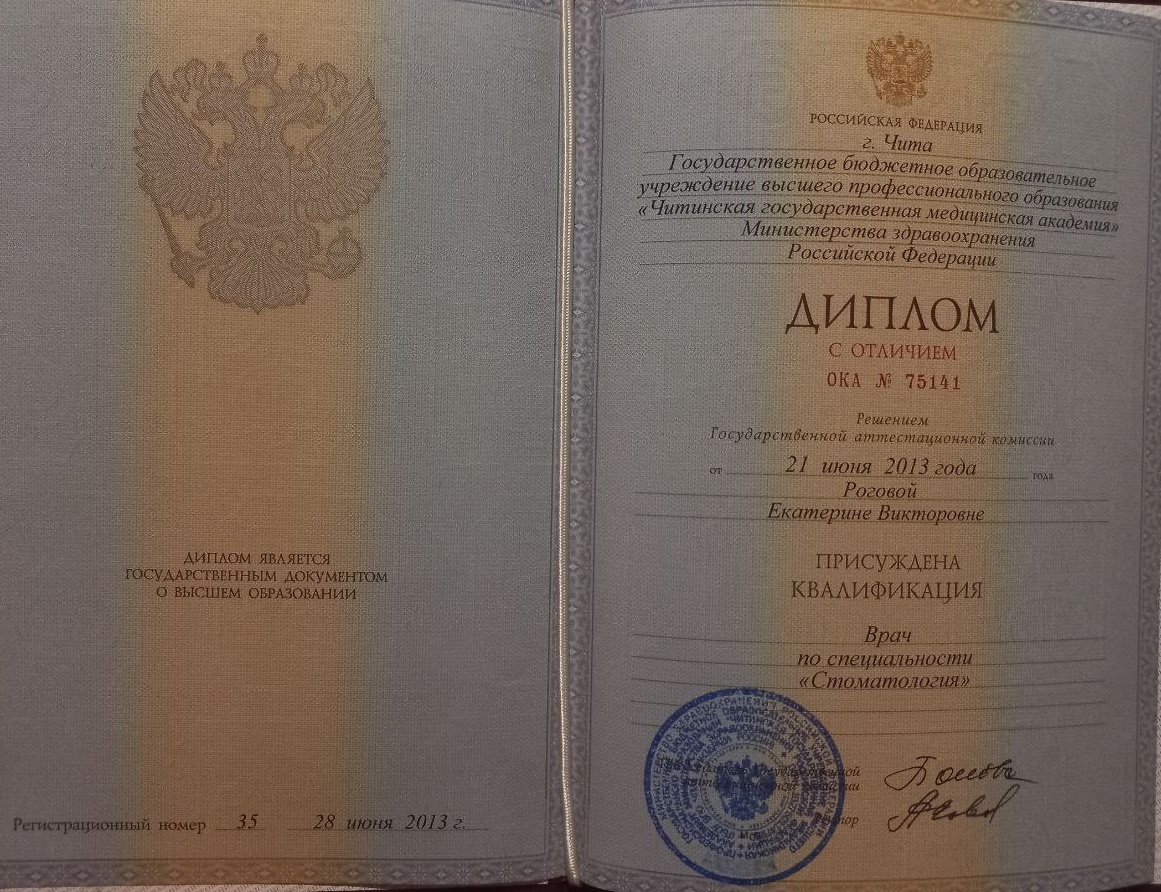 ДИПЛОМ ЯВЛЯЕТСЯ
ГОСУДАРСТВЕННЫМ ДОКУМЕНТОМ
О ВЫСШЕМ ОБРАЗОВАНИИ
Регистрационный номер 35 28 июня 2013 г.
РОССИЙСКАЯ ФЕДЕРАЦИЯ
г. Чита
Государственное бюджетное образовательное
учреждение высшего профессионального образования
«Читинская государственная медицинская академия»
Министерства здравоохранения
Российской Федерации
ДИПЛОМ
С ОТЛИЧИЕМ
ОКА № 75141
Решением
Государственной аттестационной комиссии
от 21 июня 2013 года года
Роговой
Екатерине Викторовне
ПРИСУЖДЕНА
КВАЛИФИКАЦИЯ
Врач
по специальности
«Стоматология»